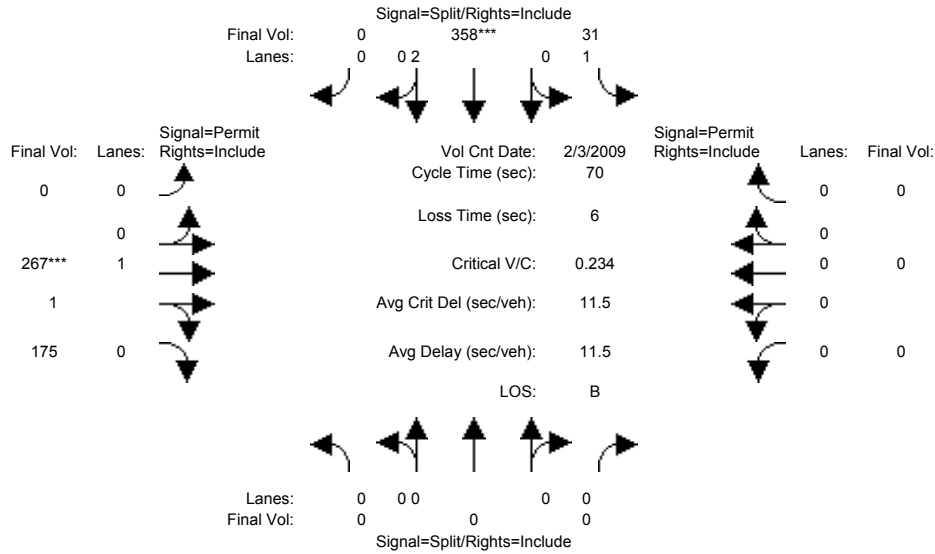 Signal=Split/Rights=Include
Final Vol: 0 358*** 31
Lanes: 0 0 2 0 1
Signal=Permit Signal=Permit
Final Vol: Lanes: Rights=Include Vol Cnt Date: 2/3/2009 Rights=Include Lanes: Final Vol:
Cycle Time (sec): 70
0 0 0 0
Loss Time (sec): 6
0 0
267*** 1 Critical V/C: 0.234 0 0
1 Avg Crit Del (sec/veh): 11.5 0
175 0 Avg Delay (sec/veh): 11.5 0 0
LOS: B
Lanes: 0 0 0 0 0
Final Vol: 0 0 0
Signal=Split/Rights=Include